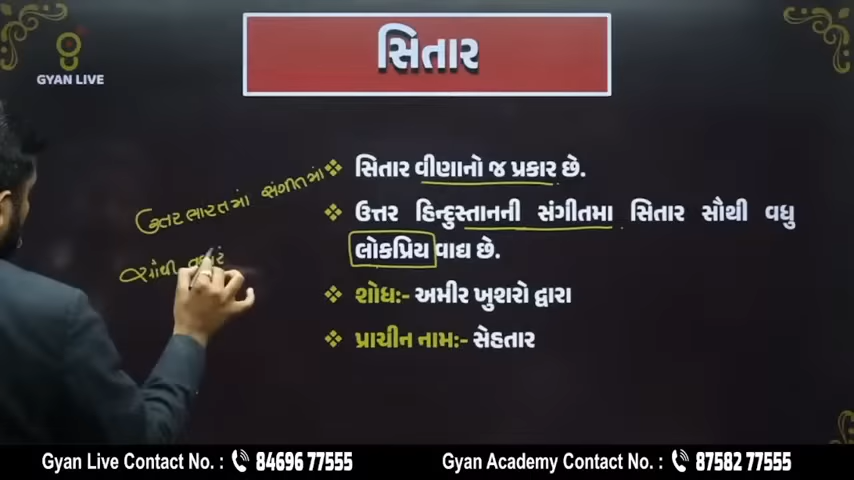 GYAN LIVE
સિતાર
સિતાર વીણાનો જ પ્રકાર છે.
ઉત્તર હિન્દુસ્તાનની સંગીતમા સિતાર સૌથી વધુ
લોકપ્રિય વાદ્ય છે.
શોધઃ- અમીર ખુશરો દ્વારા
પ્રાચીન નામઃ- સેહતાર
ઉત્તર ભારતમાં સંગીતમાં
સૌથી
Gyan Live Contact No. : 84696 77555
Gyan Academy Contact No. : 87582 77555